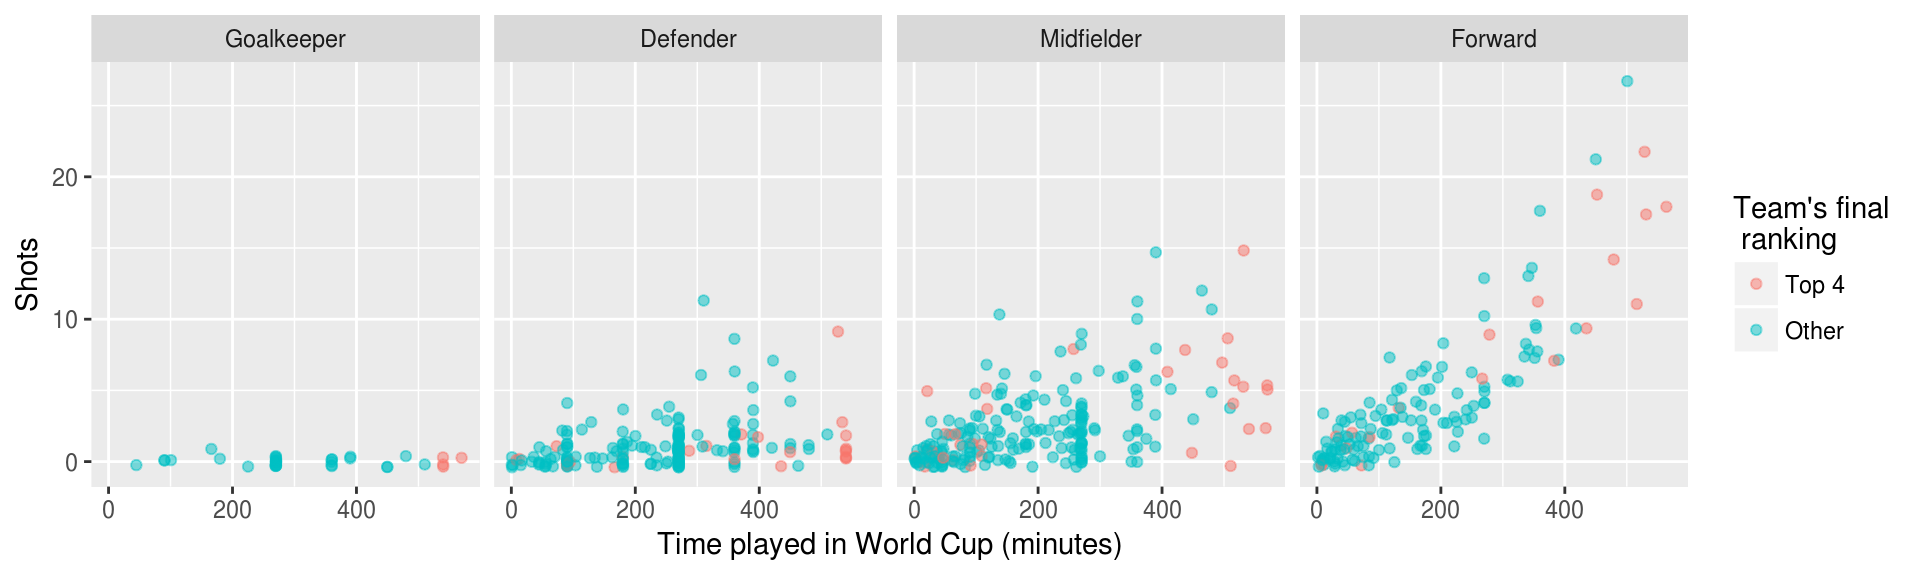 Goalkeeper Defender Midfielder Forward
Shots
20
10
0
0 200 400 0 200 400 0 200 400 0 200 400
Time played in World Cup (minutes)
Team's final
ranking
Top 4
Other